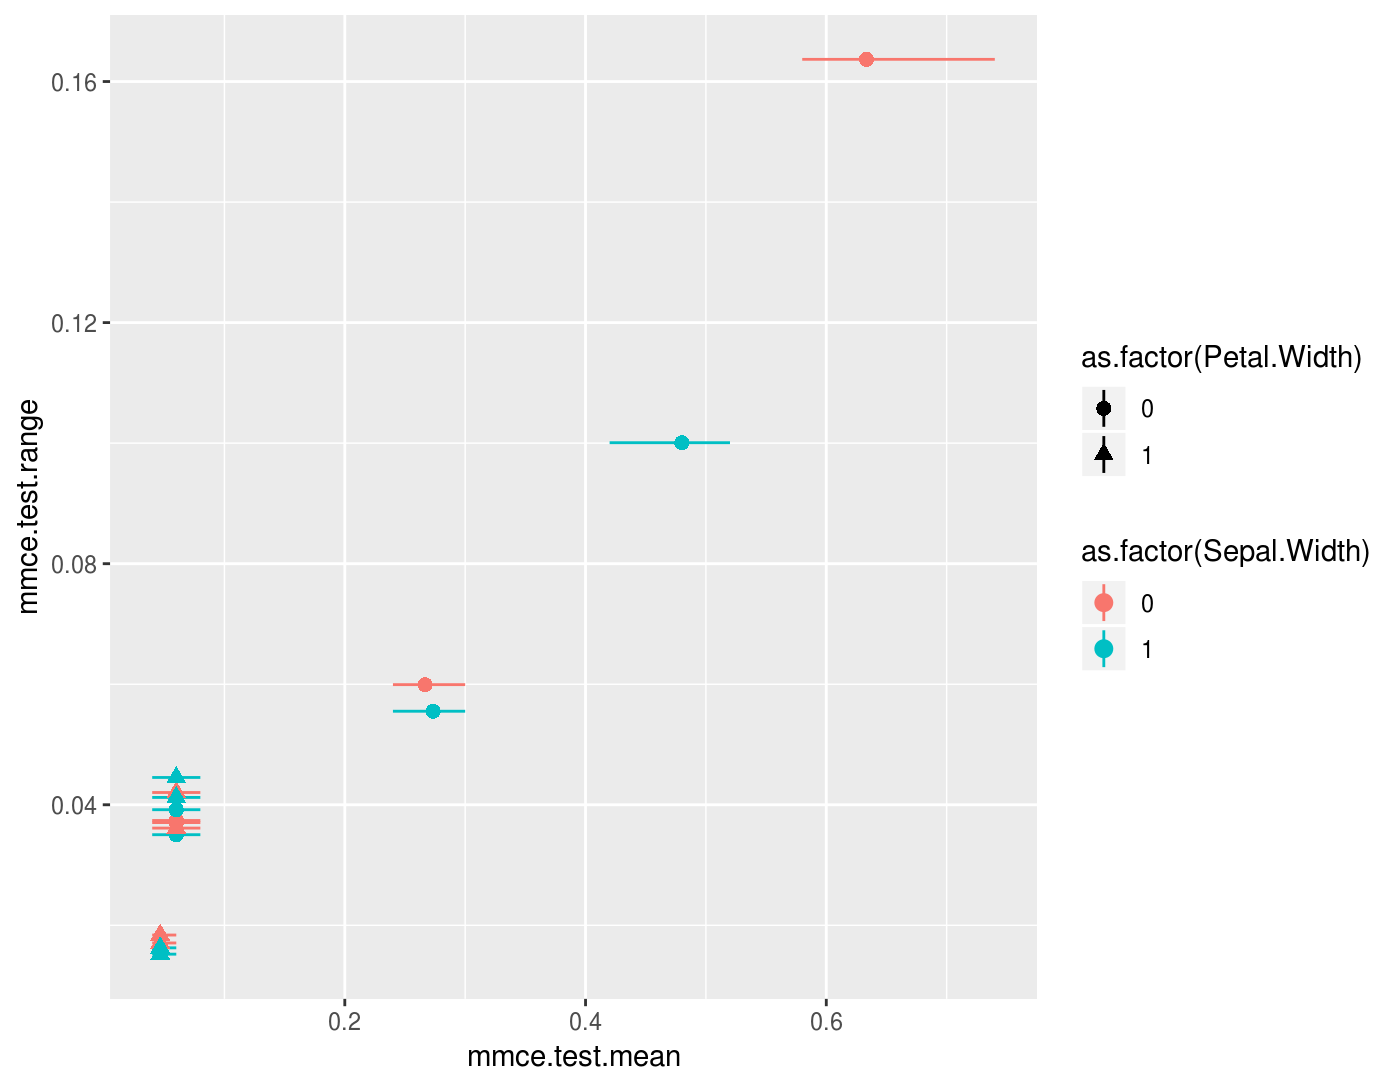 0.16
0.12
0.08
0.04
mmce.test.range
0.2 0.4 0.6
mmce.test.mean
as.factor(Petal.Width)
0
1
as.factor(Sepal.Width)
0
1